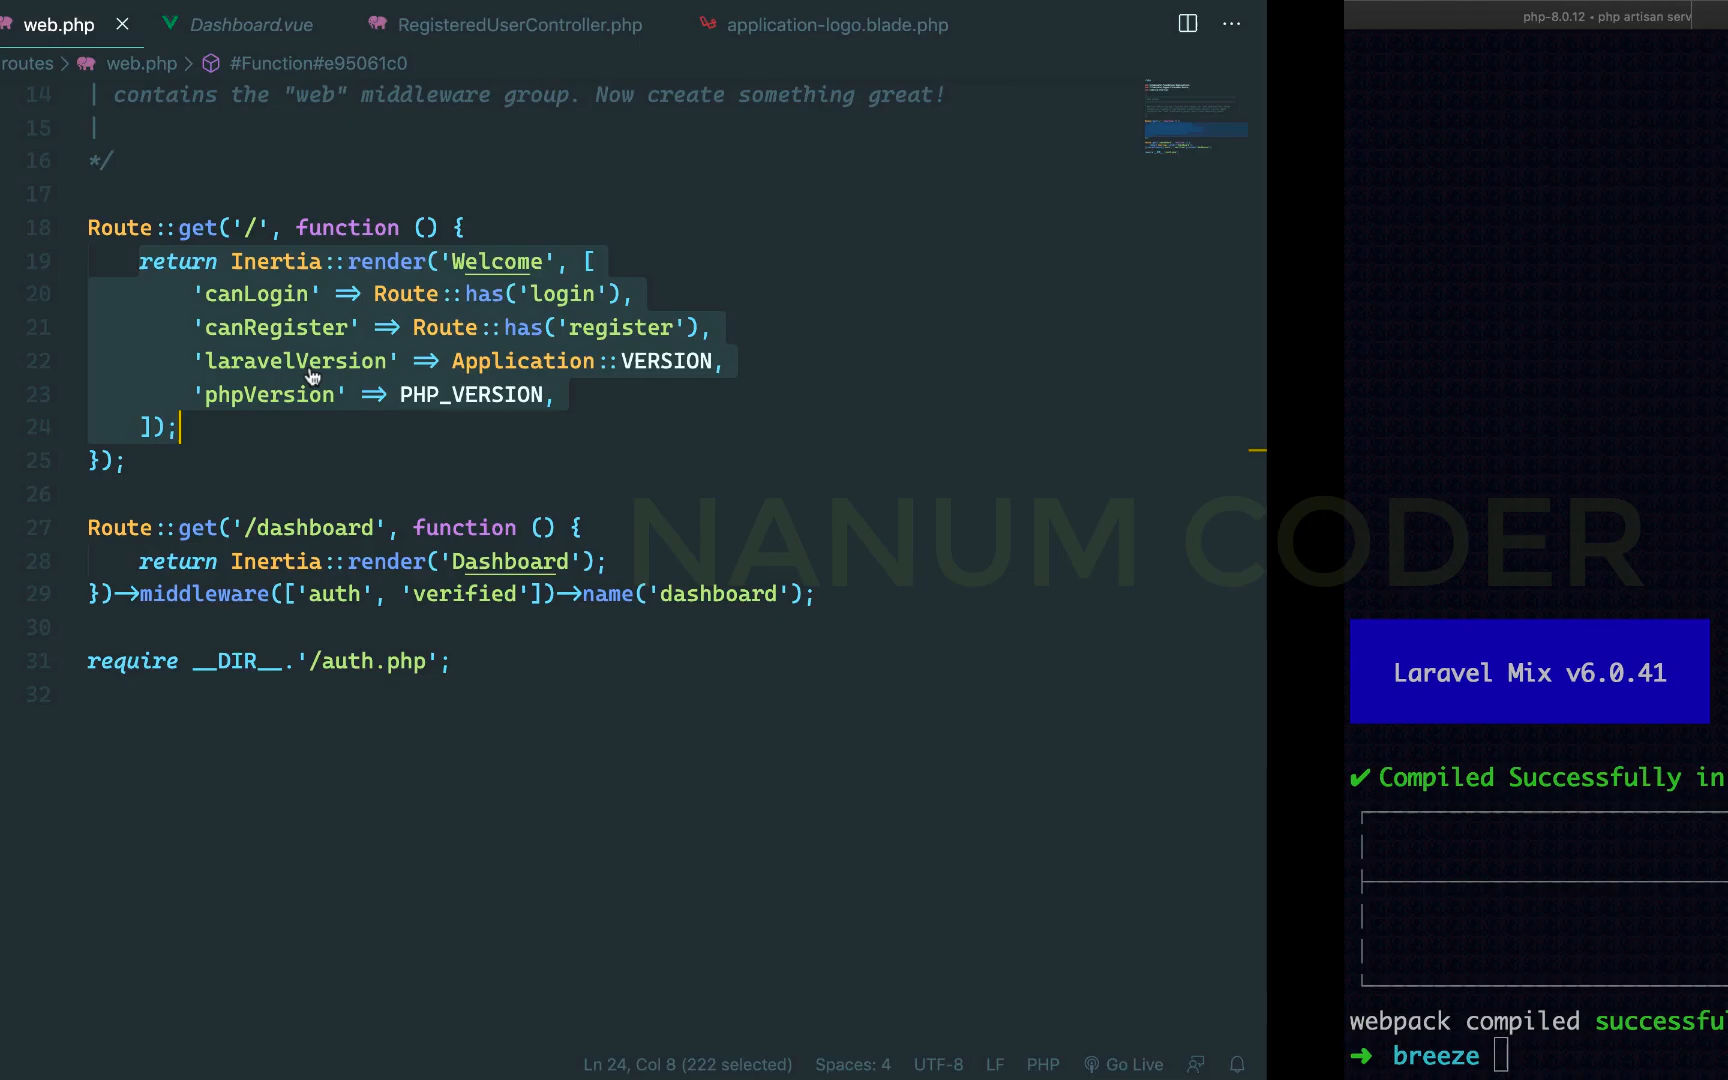 web.php
Dashboard.vue
RegisteredUserController.php
application-logo.blade.php
php-8.0.12 • php artisan serv
routes > web.php > #Function#e95061c0
14 | contains the "web" middleware group. Now create something great!
15 |
16 */
17
18 Route::get('/', function () {
19 return Inertia::render('Welcome', [
20 'canLogin' => Route::has('login'),
21 'canRegister' => Route::has('register'),
22 'laravelVersion' => Application::VERSION,
23 'phpVersion' => PHP_VERSION,
24 ]);
25 });
26
27 Route::get('/dashboard', function () {
28 return Inertia::render('Dashboard');
29 })->middleware(['auth', 'verified'])->name('dashboard');
30
31 require __DIR__.'/auth.php';
32
NANUM CODER
Laravel Mix v6.0.41
✔ Compiled Successfully in
webpack compiled successfu
➜ breeze
Ln 24, Col 8 (222 selected)
Spaces: 4
UTF-8
LF
PHP
Go Live